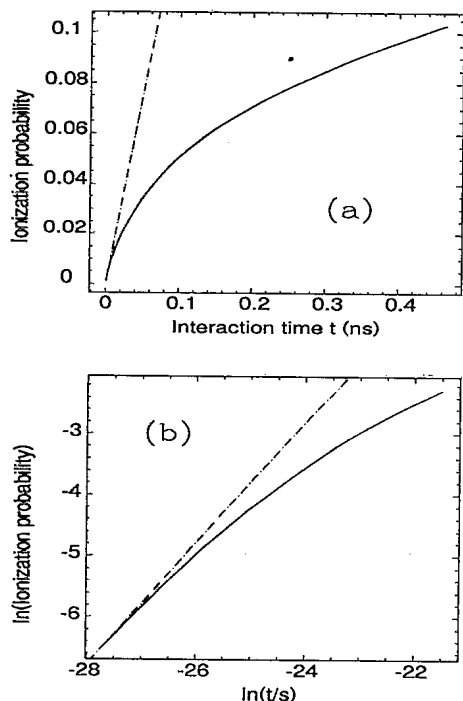 0.1
0.08
0.06
0.04
0.02
0
Ionization probability
(a)
0 0.1 0.2 0.3 0.4
Interaction time t (ns)
-3
-4
-5
-6
ln(Ionization probability)
(b)
-28 -26 -24 -22
ln(t/s)